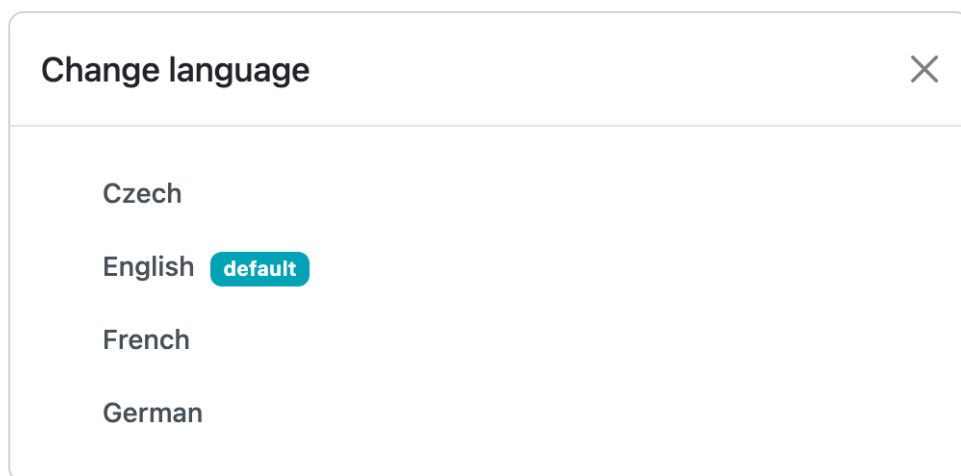 Change language
Czech
English default
French
German